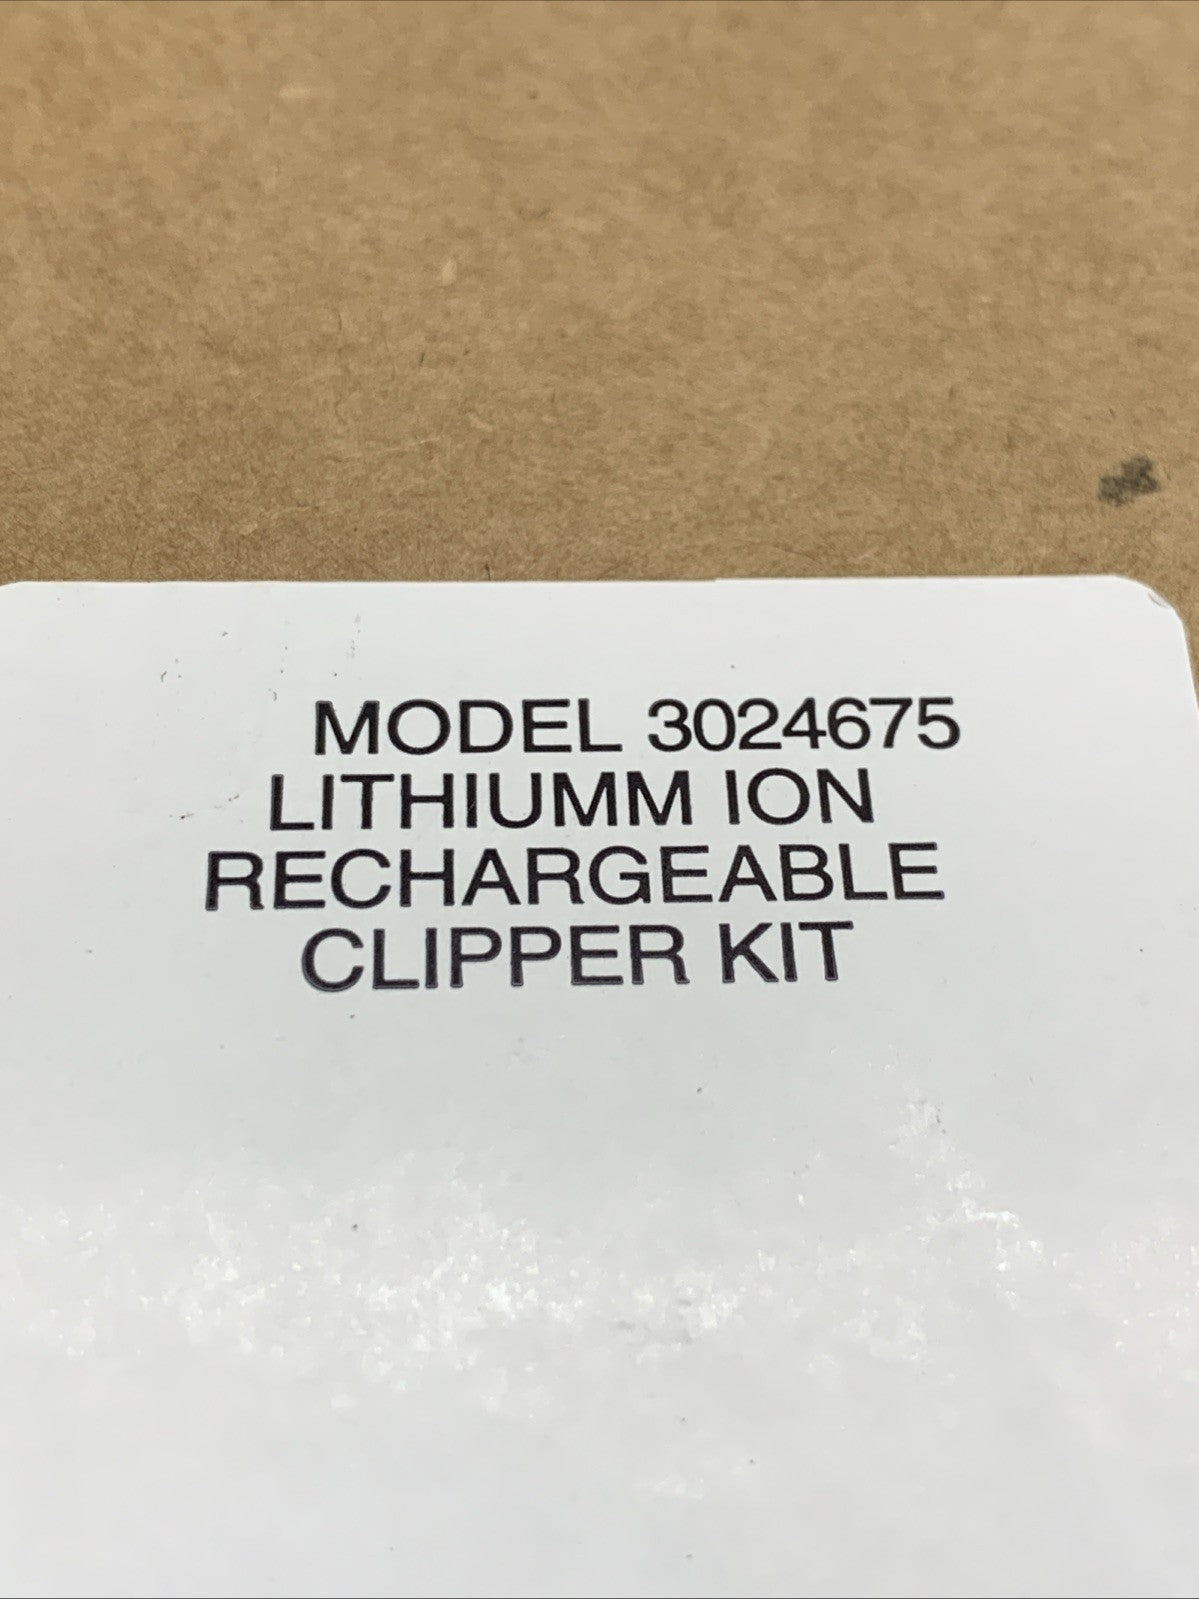 MODEL 3024675
LITHIUMM ION
RECHARGEABLE
CLIPPER KIT